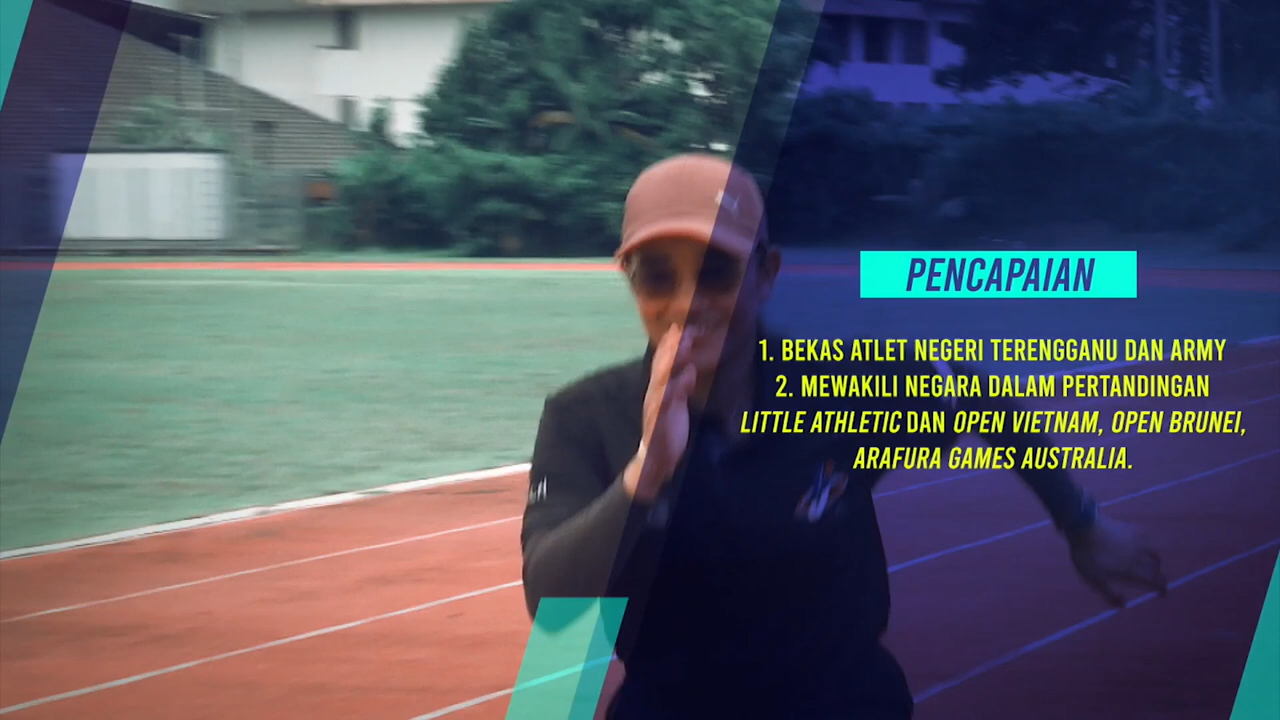 PENCAPAIAN
1. BEKAS ATLET NEGERI TERENGGANU DAN ARMY
2. MEWAKILI NEGARA DALAM PERTANDINGAN
LITTLE ATHLETIC DAN OPEN VIETNAM, OPEN BRUNEI,
ARAFURA GAMES AUSTRALIA.